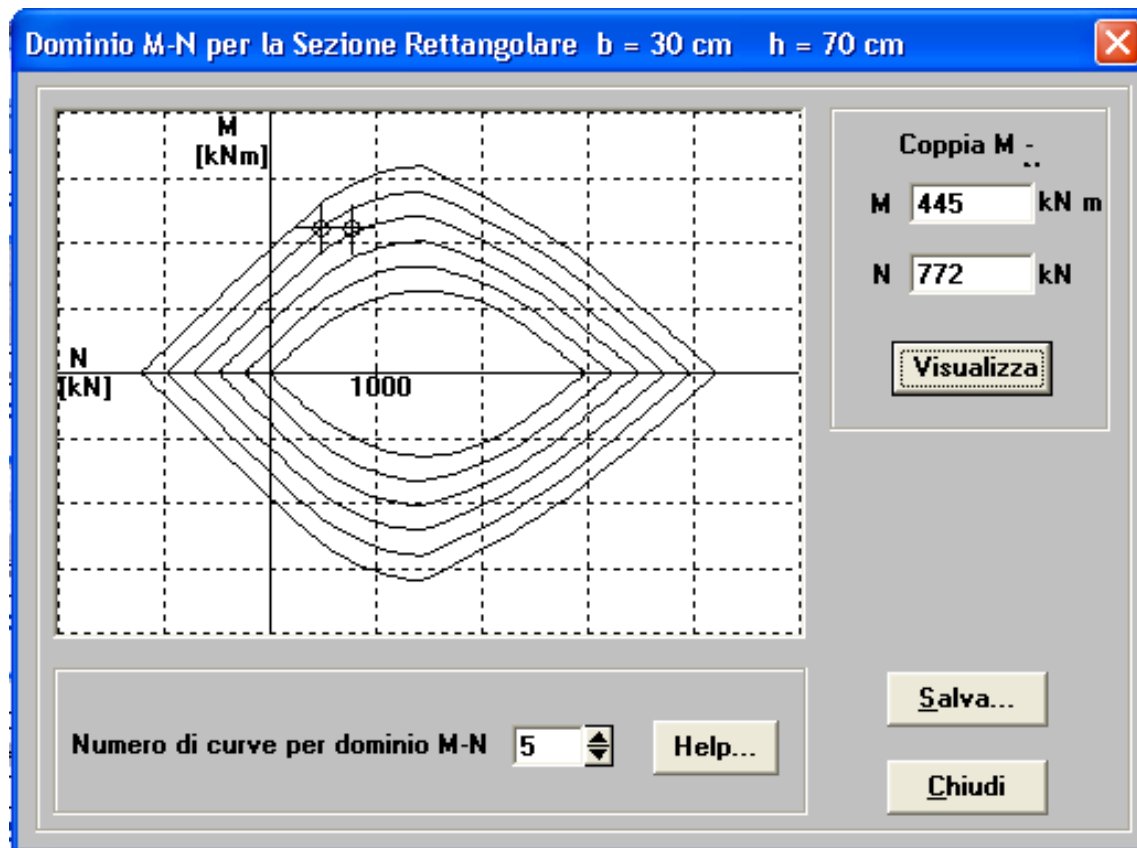 Dominio M-N per la Sezione Rettangolare b = 30 cm h = 70 cm
M
[kNm]
N
[kN]
1000
Coppia M -
M 445 kN m
N 772 kN
Visualizza
Numero di curve per dominio M-N 5 Help...
Salva...
Chiudi